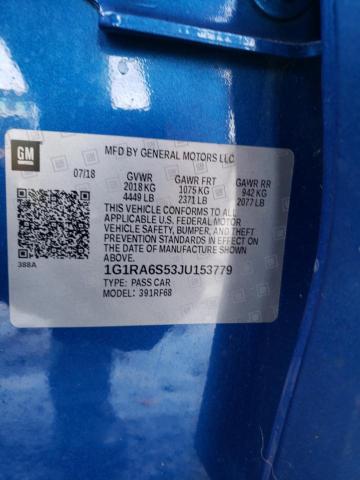 GM
MFD BY GENERAL MOTORS LLC
07/18 GVWR GAWR FRT GAWR RR
2018 KG 1075 KG 942 KG
4449 LB 2371 LB 2077 LB
THIS VEHICLE CONFORMS TO ALL
APPLICABLE U.S. FEDERAL MOTOR
VEHICLE SAFETY, BUMPER, AND THEFT
PREVENTION STANDARDS IN EFFECT ON
THE DATE OF MANUFACTURE SHOWN
ABOVE.
388A
1G1RA6S53JU153779
TYPE: PASS CAR
MODEL: 391RF68